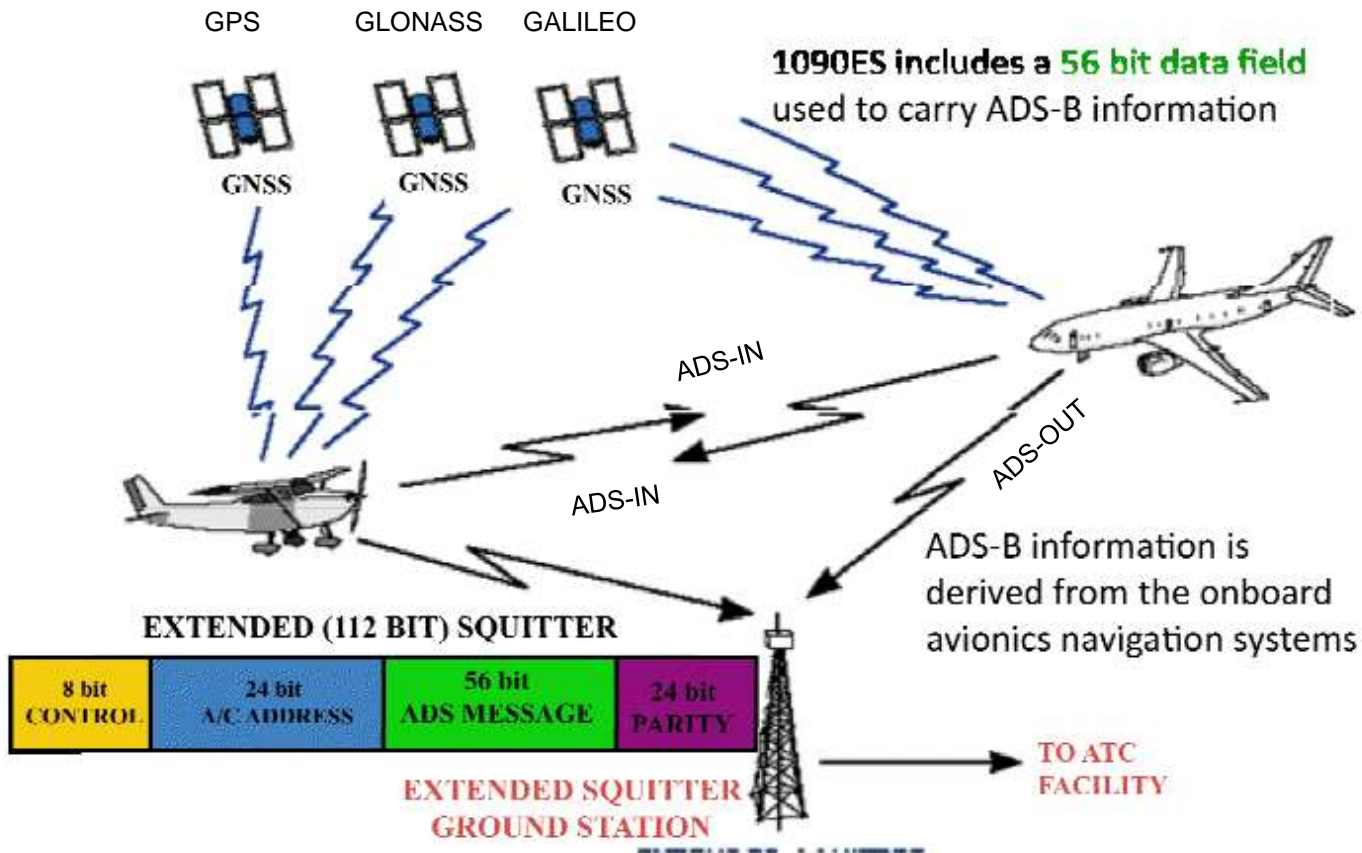 GPS GLONASS GALILEO
1090ES includes a 56 bit data field
used to carry ADS-B information
GNSS GNSS GNSS
ADS-IN
ADS-IN
ADS-OUT
ADS-B information is
derived from the onboard
avionics navigation systems
EXTENDED (112 BIT) SQUITTER
8 bit
CONTROL
24 bit
A/C ADDRESS
56 bit
ADS MESSAGE
24 bit
PARITY
TO ATC
FACILITY
EXTENDED SQUITTER
GROUND STATION